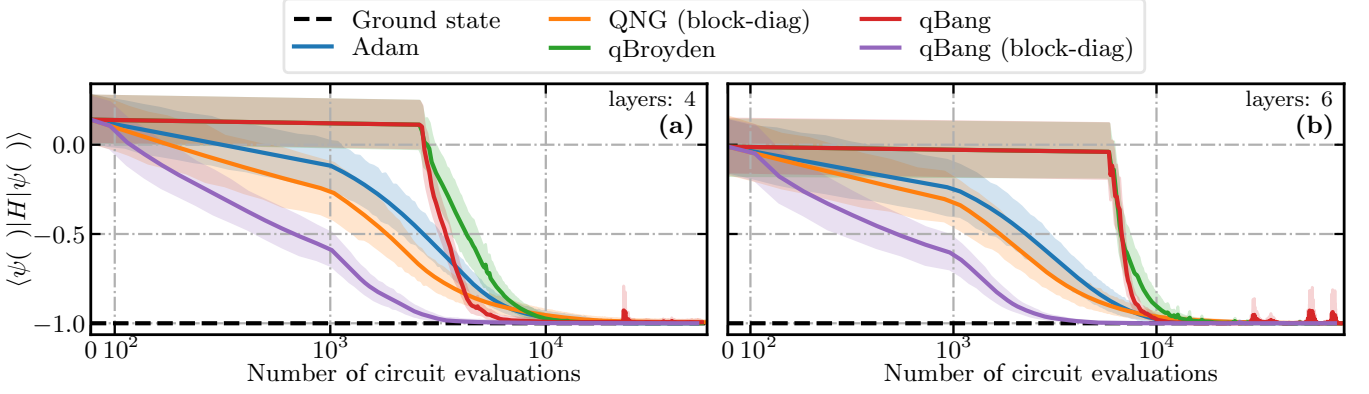 Ground state
Adam
QNG (block-diag)
qBroyden
qBang
qBang (block-diag)
layers: 4
(a)
0.0
−0.5
−1.0
⟨ψ( )|H|ψ( )⟩
0 10² 10³ 10⁴
Number of circuit evaluations
layers: 6
(b)
0 10² 10³ 10⁴
Number of circuit evaluations